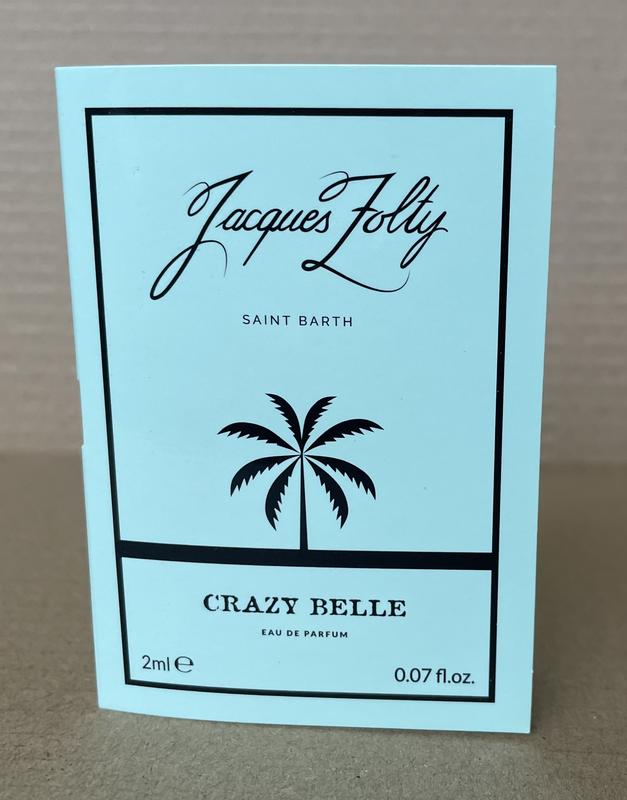 Jacques Zolty
SAINT BARTH
CRAZY BELLE
EAU DE PARFUM
2ml ℮
0.07 fl.oz.